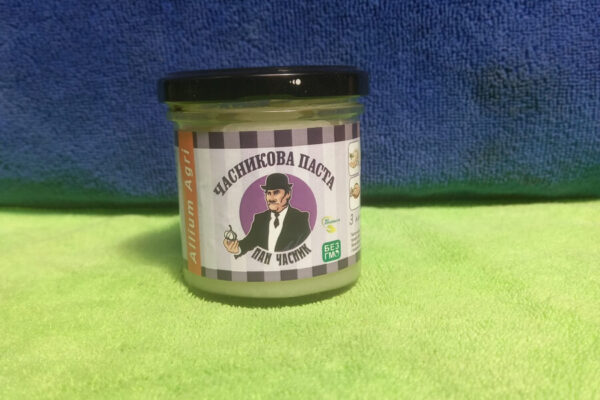 Allium Agri
ЧАСНИКОВА ПАСТА
ПАН ЧАСНИК
БЕЗ
ГМО
З